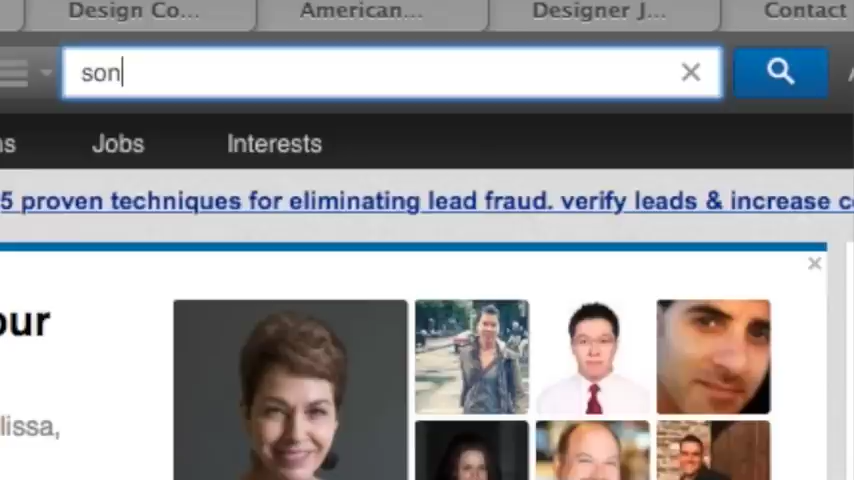 Design Co... American... Designer J... Contact
son
Jobs Interests
5 proven techniques for eliminating lead fraud. verify leads & increase
our
lissa,